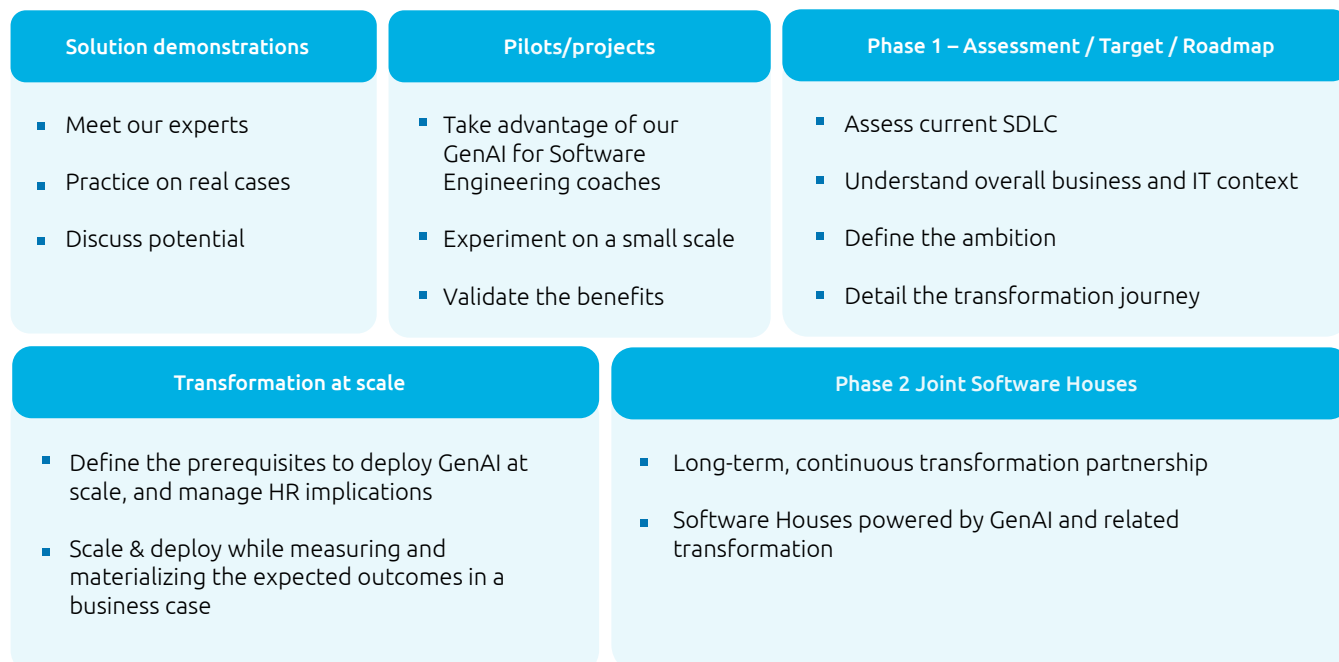 Solution demonstrations
Meet our experts
Practice on real cases
Discuss potential
Pilots/projects
Take advantage of our
GenAI for Software
Engineering coaches
Experiment on a small scale
Validate the benefits
Phase 1 – Assessment / Target / Roadmap
Assess current SDLC
Understand overall business and IT context
Define the ambition
Detail the transformation journey
Transformation at scale
Define the prerequisites to deploy GenAI at
scale, and manage HR implications
Scale & deploy while measuring and
materializing the expected outcomes in a
business case
Phase 2 Joint Software Houses
Long-term, continuous transformation partnership
Software Houses powered by GenAI and related
transformation